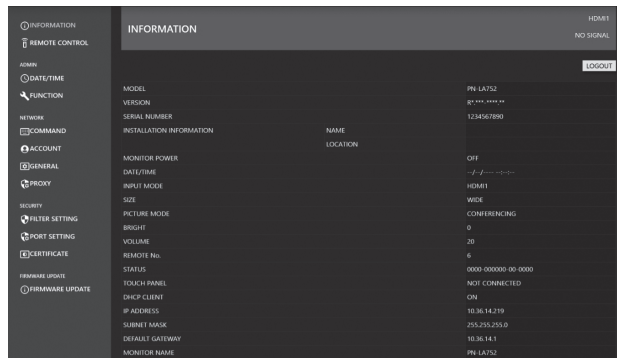 INFORMATION
REMOTE CONTROL
ADMIN
DATE/TIME
FUNCTION
NETWORK
COMMAND
ACCOUNT
GENERAL
PROXY
SECURITY
FILTER SETTING
PORT SETTING
CERTIFICATE
FIRMWARE UPDATE
FIRMWARE UPDATE
INFORMATION
HDMI1
NO SIGNAL
LOGOUT
MODEL PN-LA752
VERSION R*.***-****.**
SERIAL NUMBER 1234567890
INSTALLATION INFORMATION NAME
LOCATION
MONITOR POWER OFF
DATE/TIME --/--/---- --:--:--
INPUT MODE HDMI1
SIZE WIDE
PICTURE MODE CONFERENCING
BRIGHT 0
VOLUME 20
REMOTE No. 6
STATUS 0000-000000-00-0000
TOUCH PANEL NOT CONNECTED
DHCP CLIENT ON
IP ADDRESS 10.36.14.219
SUBNET MASK 255.255.255.0
DEFAULT GATEWAY 10.36.14.1
MONITOR NAME PN-LA752